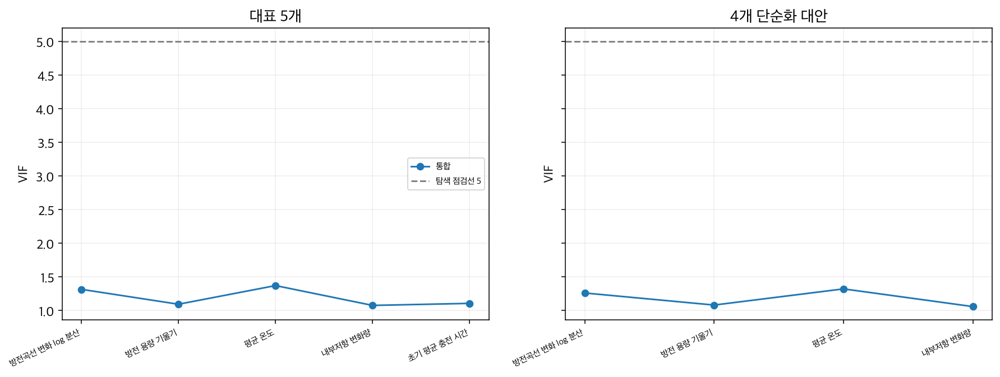 대표 5개
VIF
5.0
4.5
4.0
3.5
3.0
2.5
2.0
1.5
1.0
통합
탐색 점검선 5
방전곡선 변화 log 분산
방전 용량 기울기
평균 온도
내부저항 변화량
초기 평균 충전 시간
4개 단순화 대안
VIF
방전곡선 변화 log 분산
방전 용량 기울기
평균 온도
내부저항 변화량